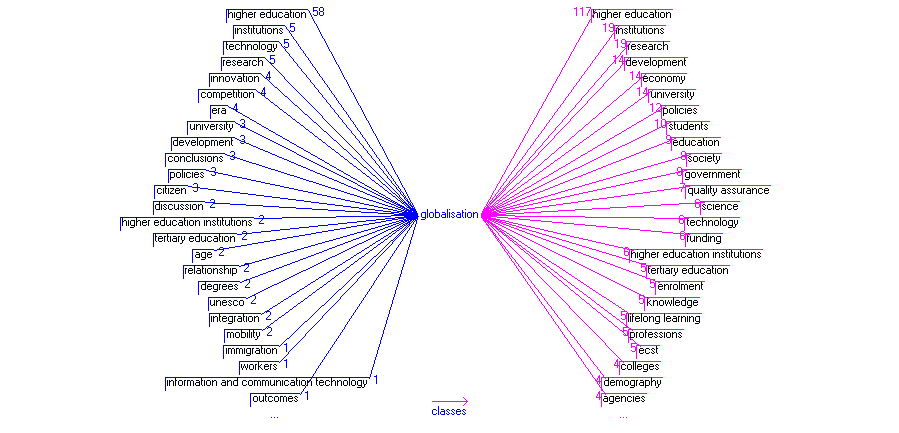 higher education 58
institutions 5
technology 5
research 5
innovation 4
competition 4
era 4
university 3
development 3
conclusions 3
policies 3
citizen 3
discussion 2
higher education institutions 2
tertiary education 2
age 2
relationship 2
degrees 2
unesco 2
integration 2
mobility 2
immigration 1
workers 1
information and communication technology 1
outcomes 1
...
globalisation
classes
117 higher education
19 institutions
19 research
14 development
14 economy
14 university
12 policies
10 students
education
society
government
7 quality assurance
6 science
6 technology
6 funding
6 higher education institutions
5 tertiary education
5 enrolment
5 knowledge
5 lifelong learning
5 professions
5 ecst
4 colleges
4 demography
4 agencies
...